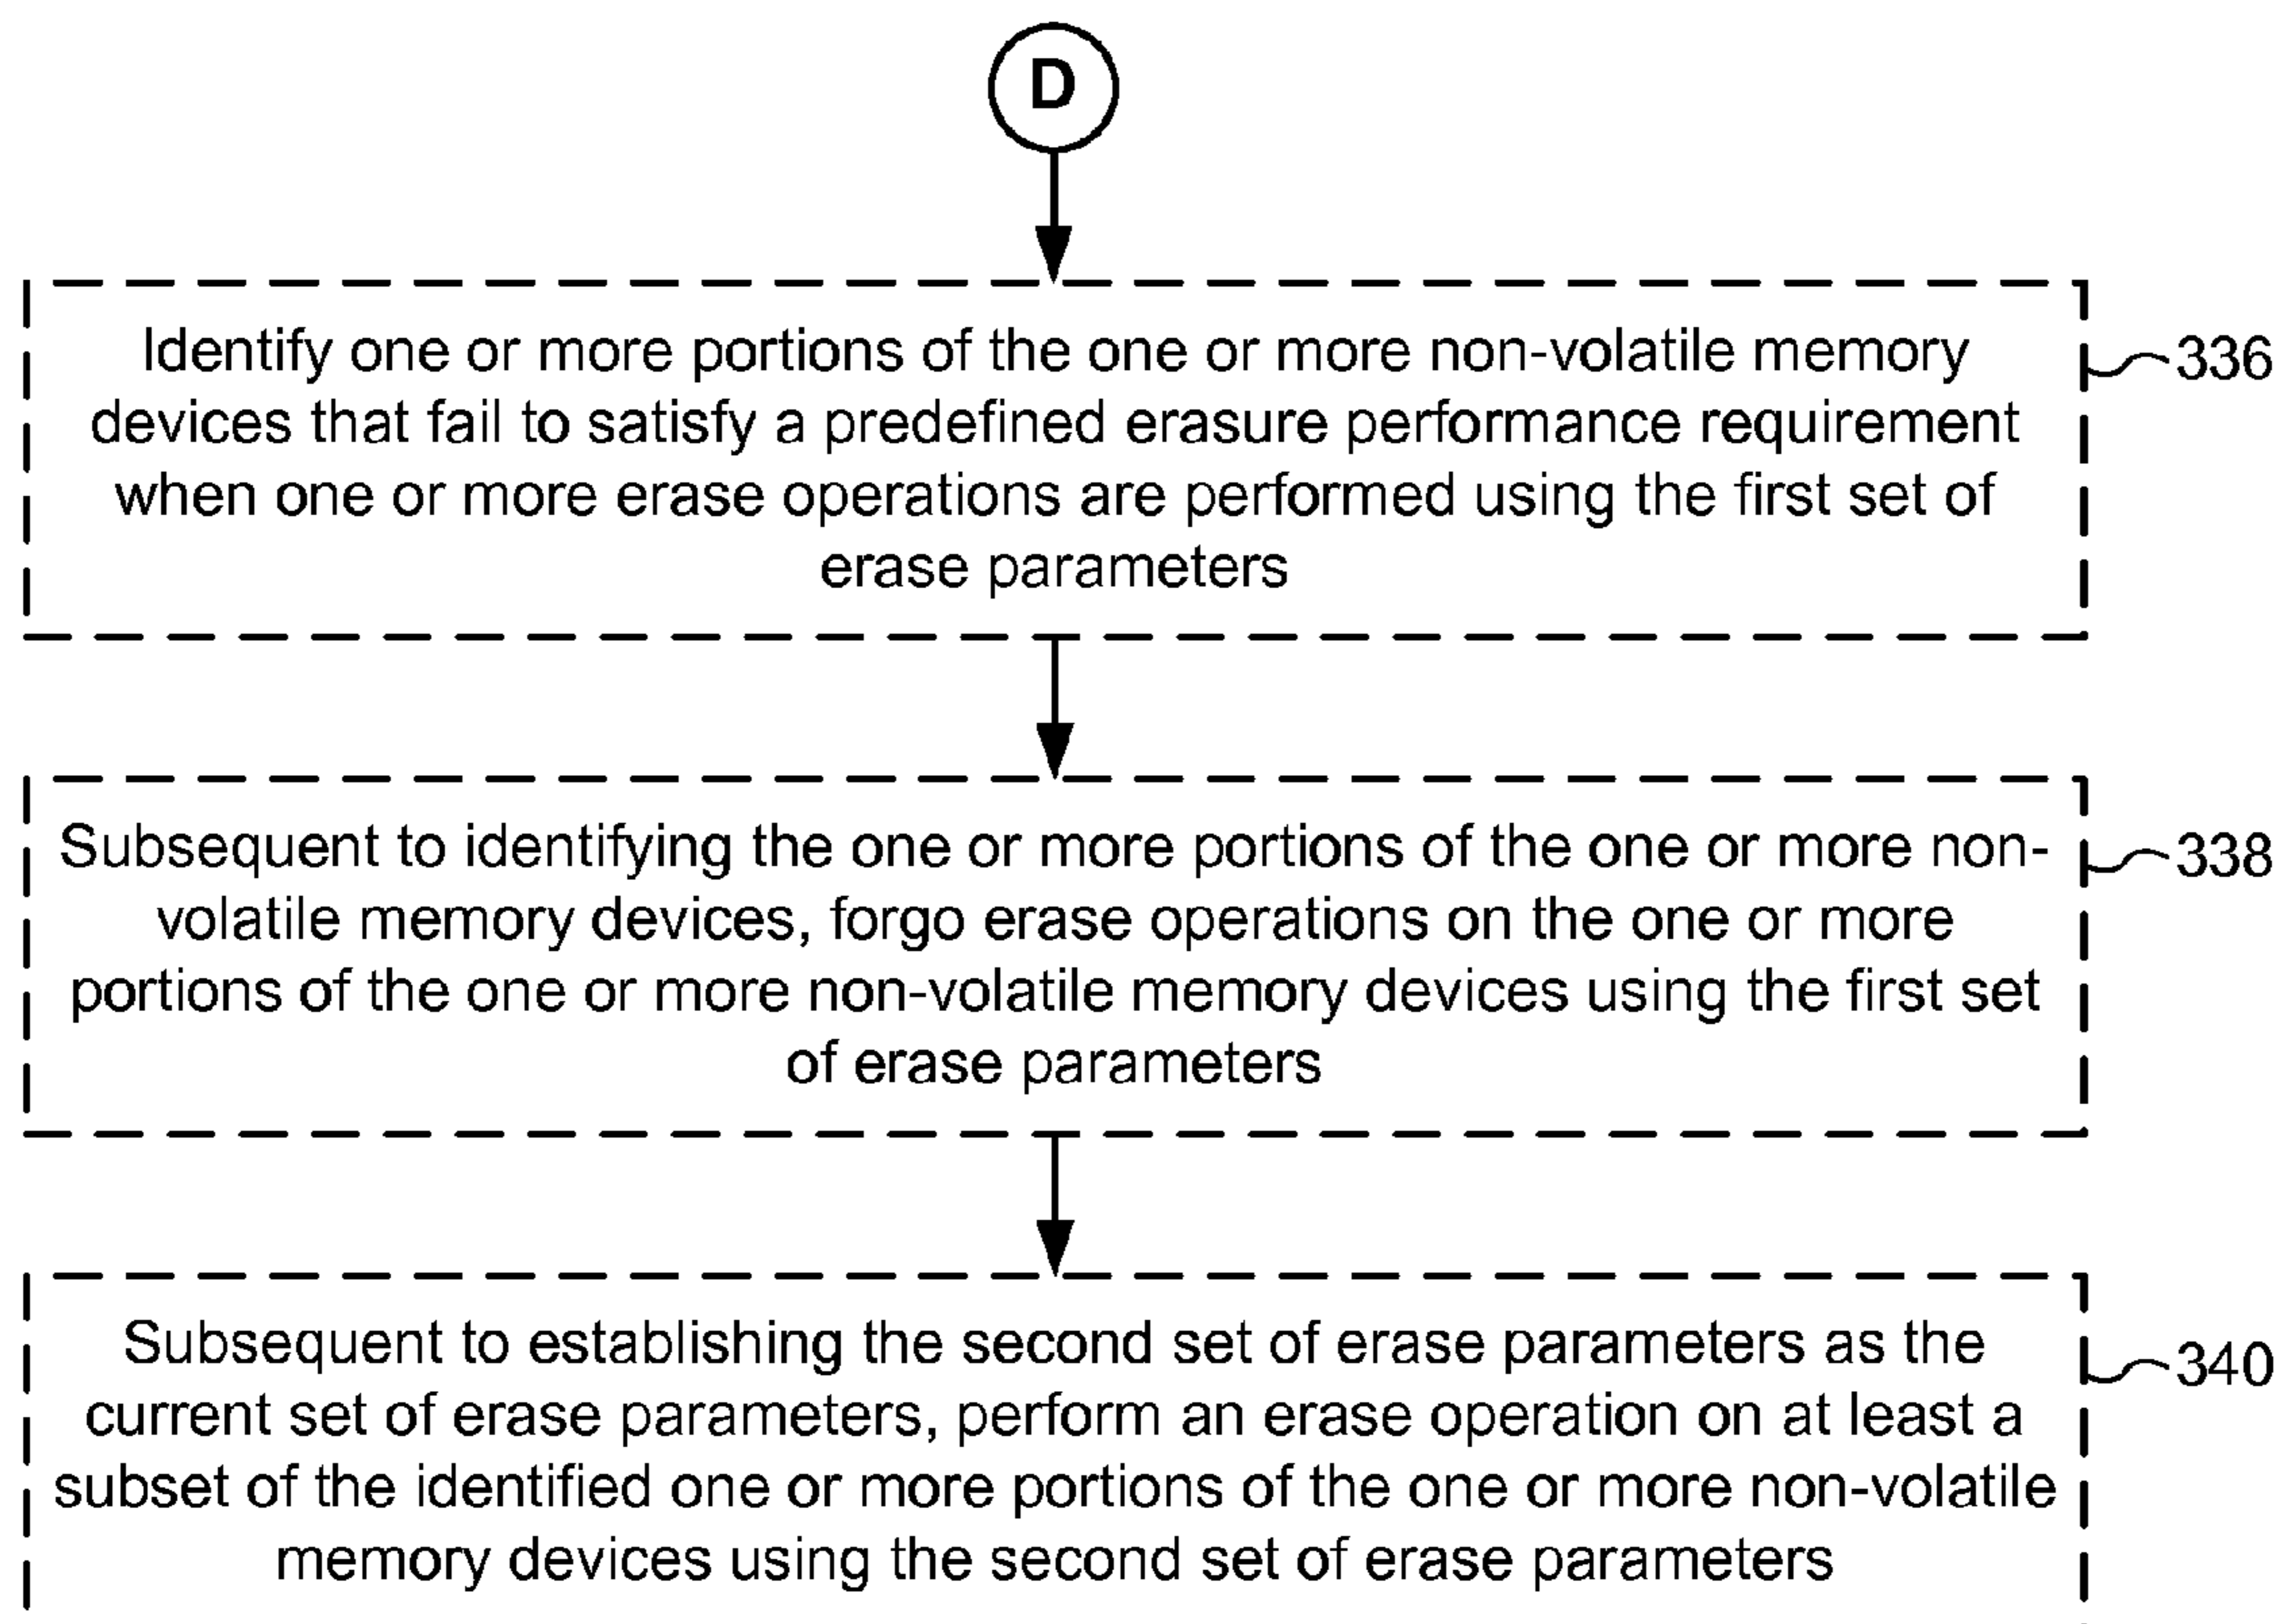 D
Identify one or more portions of the one or more non-volatile memory
devices that fail to satisfy a predefined erasure performance requirement
when one or more erase operations are performed using the first set of
erase parameters
336
Subsequent to identifying the one or more portions of the one or more non-
volatile memory devices, forgo erase operations on the one or more
portions of the one or more non-volatile memory devices using the first set
of erase parameters
338
Subsequent to establishing the second set of erase parameters as the
current set of erase parameters, perform an erase operation on at least a
subset of the identified one or more portions of the one or more non-volatile
memory devices using the second set of erase parameters
340